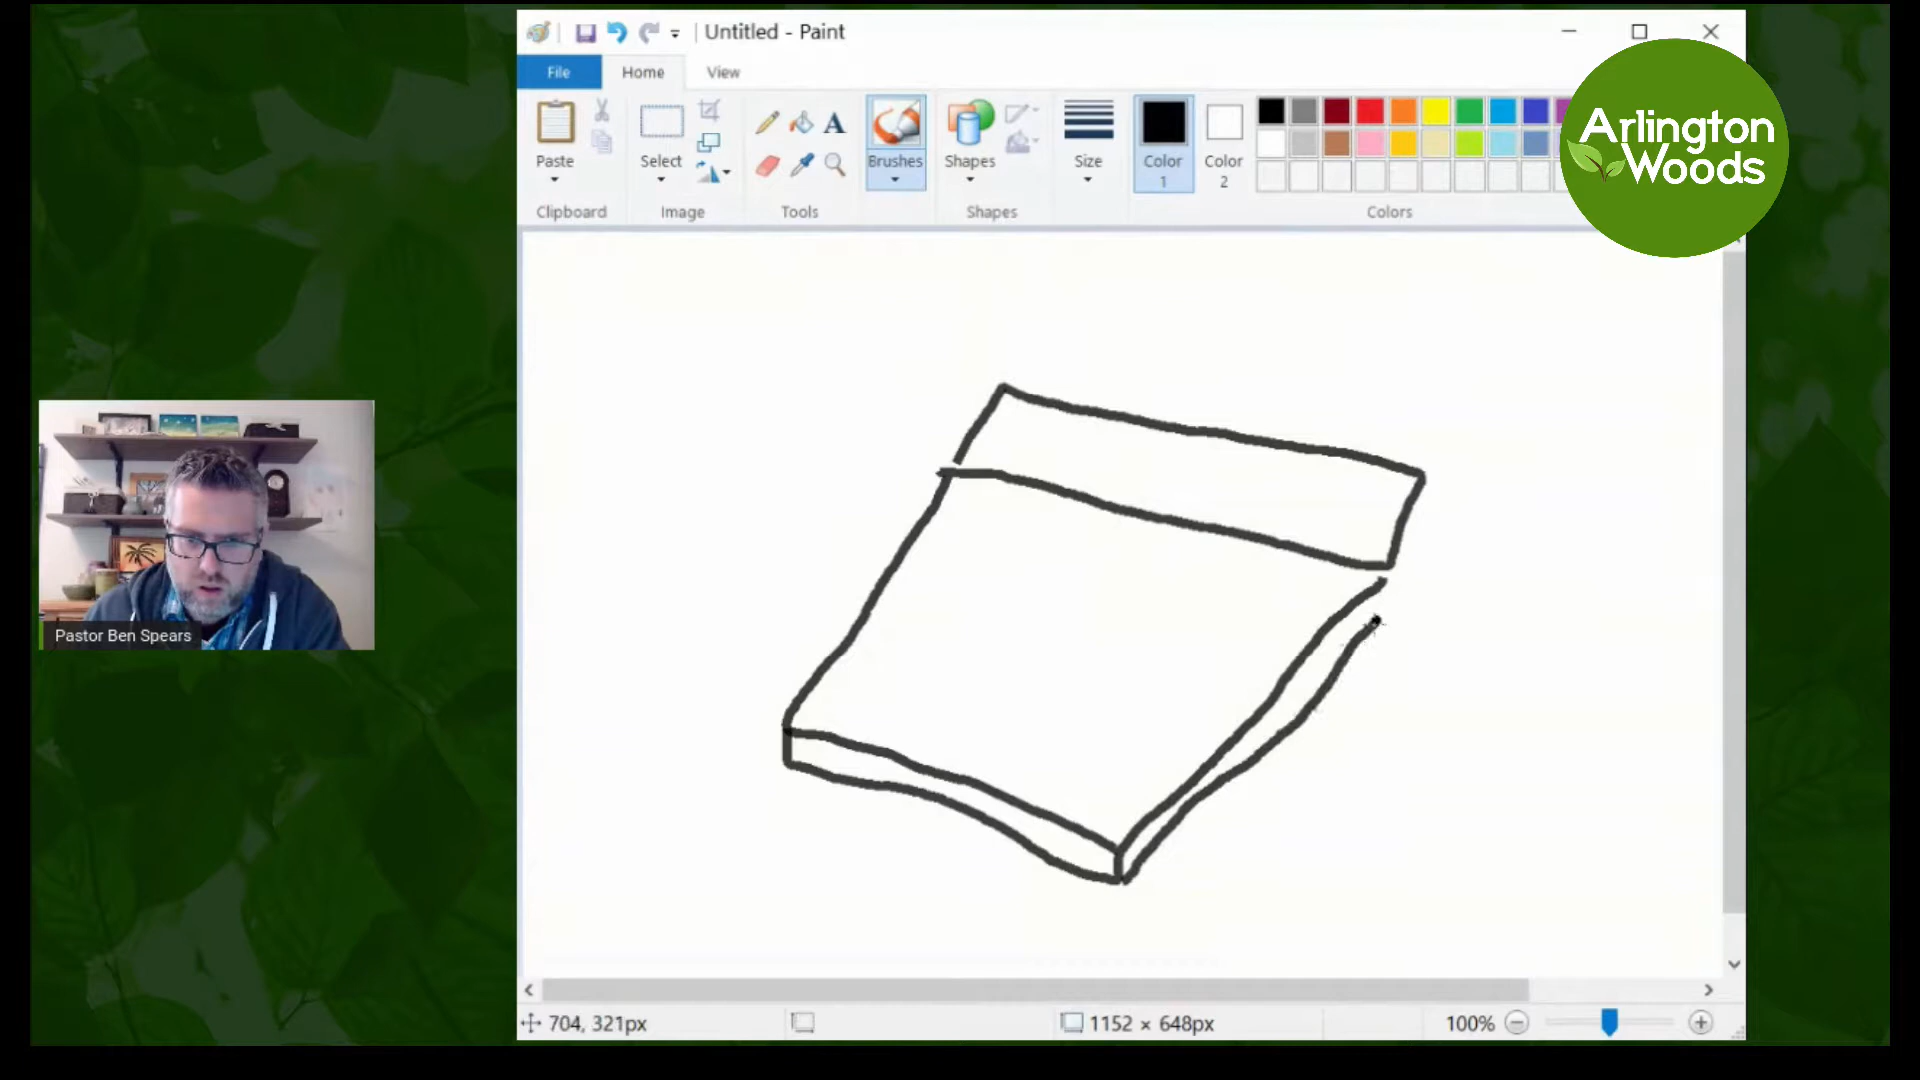 Untitled - Paint
File Home View
Paste
Select
Brushes
Shapes
Size
Color 1
Color 2
Clipboard
Image
Tools
Shapes
Colors
Arlington
Woods
Pastor Ben Spears
704, 321px
1152 × 648px
100%